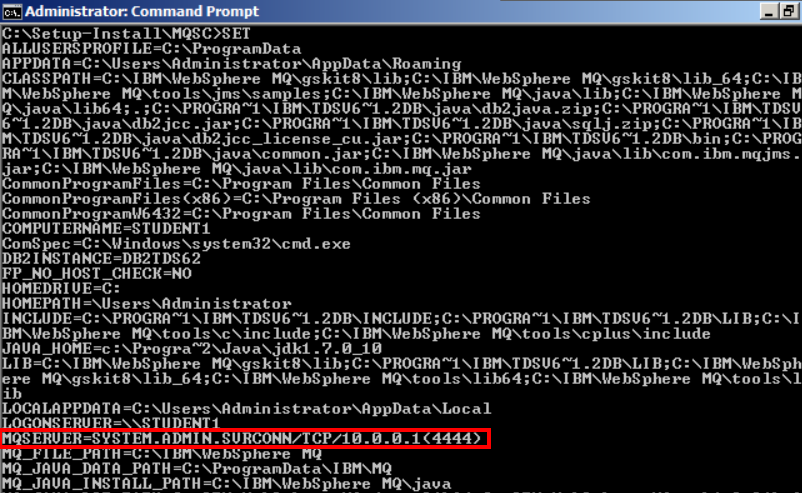 Administrator: Command Prompt
C:\Setup-Install\MQSC>SET
ALLUSERSPROFILE=C:\ProgramData
APPDATA=C:\Users\Administrator\AppData\Roaming
CLASSPATH=C:\IBM\WebSphere MQ\gskit8\lib;C:\IBM\WebSphere MQ\gskit8\lib_64;C:\IB
M\WebSphere MQ\tools\jms\samples;C:\IBM\WebSphere MQ\java\lib;C:\IBM\WebSphere M
Q\java\lib64;.;C:\PROGRA~1\IBM\TDSV6~1.2DB\java\db2java.zip;C:\PROGRA~1\IBM\TDSV
6~1.2DB\java\db2jcc.jar;C:\PROGRA~1\IBM\TDSV6~1.2DB\java\sqlj.zip;C:\PROGRA~1\IB
M\TDSV6~1.2DB\java\db2jcc_license_cu.jar;C:\PROGRA~1\IBM\TDSV6~1.2DB\bin;C:\PROG
RA~1\IBM\TDSV6~1.2DB\java\common.jar;C:\IBM\WebSphere MQ\java\lib\com.ibm.mqjms.
jar;C:\IBM\WebSphere MQ\java\lib\com.ibm.mq.jar
CommonProgramFiles=C:\Program Files\Common Files
CommonProgramFiles(x86)=C:\Program Files (x86)\Common Files
CommonProgramW6432=C:\Program Files\Common Files
COMPUTERNAME=STUDENT1
ComSpec=C:\Windows\system32\cmd.exe
DB2INSTANCE=DB2TDS62
FP_NO_HOST_CHECK=NO
HOMEDRIVE=C:
HOMEPATH=\Users\Administrator
INCLUDE=C:\PROGRA~1\IBM\TDSV6~1.2DB\INCLUDE;C:\PROGRA~1\IBM\TDSV6~1.2DB\LIB;C:\I
BM\WebSphere MQ\tools\c\include;C:\IBM\WebSphere MQ\tools\cplus\include
JAVA_HOME=c:\Progra~2\Java\jdk1.7.0_10
LIB=C:\IBM\WebSphere MQ\gskit8\lib;C:\PROGRA~1\IBM\TDSV6~1.2DB\LIB;C:\IBM\WebSph
ere MQ\gskit8\lib_64;C:\IBM\WebSphere MQ\tools\lib64;C:\IBM\WebSphere MQ\tools\l
ib
LOCALAPPDATA=C:\Users\Administrator\AppData\Local
LOGONSERVER=\\STUDENT1
MQSERVER=SYSTEM.ADMIN.SVRCONN/TCP/10.0.0.1(4444)
MQ_FILE_PATH=C:\IBM\WebSphere MQ
MQ_JAVA_DATA_PATH=C:\ProgramData\IBM\MQ
MQ_JAVA_INSTALL_PATH=C:\IBM\WebSphere MQ\java